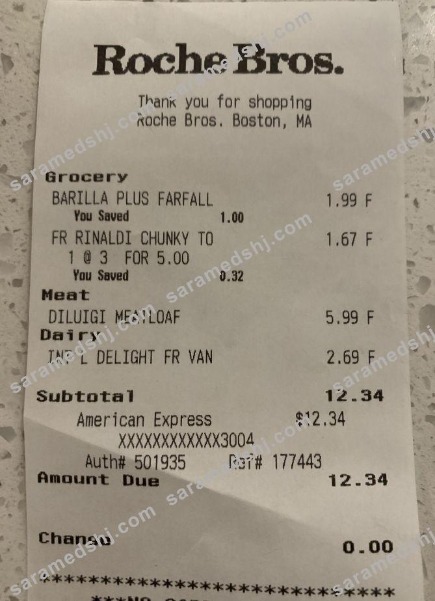 Roche Bros.
Thank you for shopping
Roche Bros. Boston, MA
Grocery
BARILLA PLUS FARFALL 1.99 F
You Saved 1.00
FR RINALDI CHUNKY TO 1.67 F
1 @ 3 FOR 5.00
You Saved 0.32
Meat
DILUIGI MEATLOAF 5.99 F
Dairy
INT'L DELIGHT FR VAN 2.69 F
Subtotal 12.34
American Express $12.34
XXXXXXXXXXXX3004
Auth# 501935 Ref# 177443
Amount Due 12.34
Change 0.00
******************************
saramedshj.com